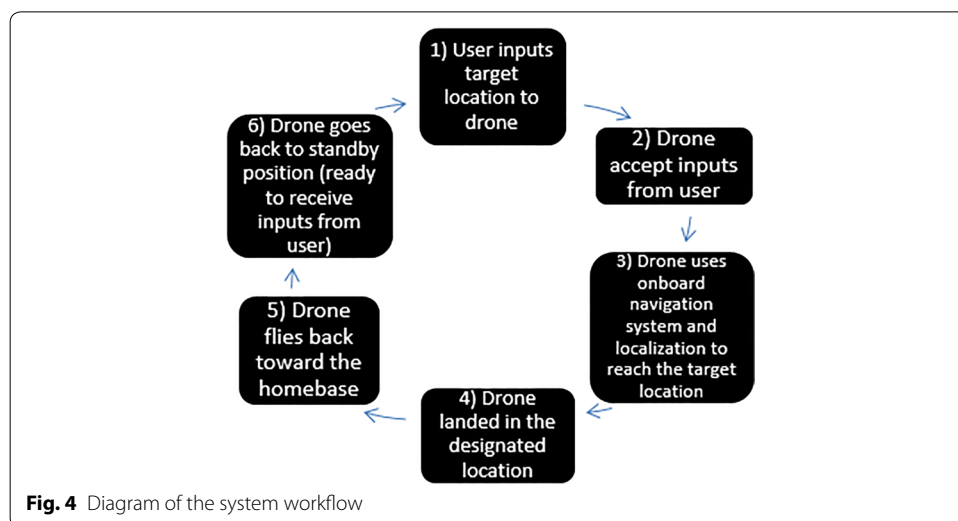 1) User inputs
target
location to
drone
2) Drone
accept inputs
from user
3) Drone uses
onboard
navigation
system and
localization to
reach the target
location
4) Drone
landed in the
designated
location
5) Drone
flies back
toward the
homebase
6) Drone goes
back to standby
position (ready
to receive
inputs from
user)
Fig. 4 Diagram of the system workflow